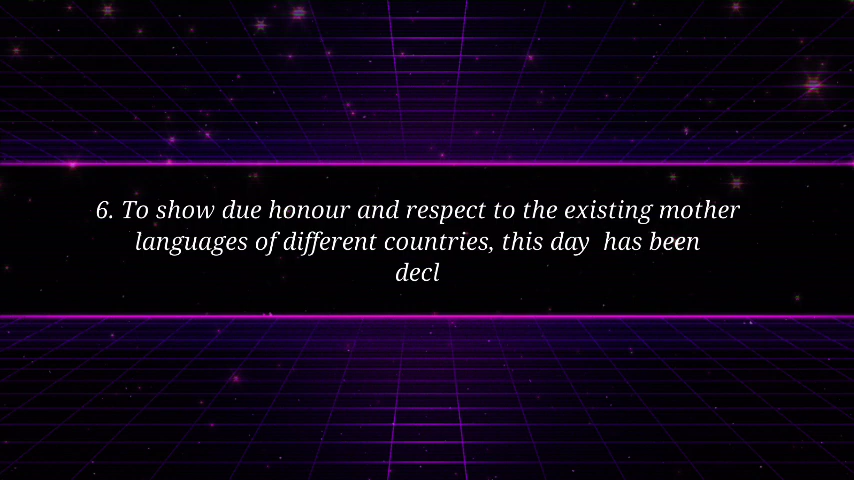 6. To show due honour and respect to the existing mother
languages of different countries, this day  has been
decl